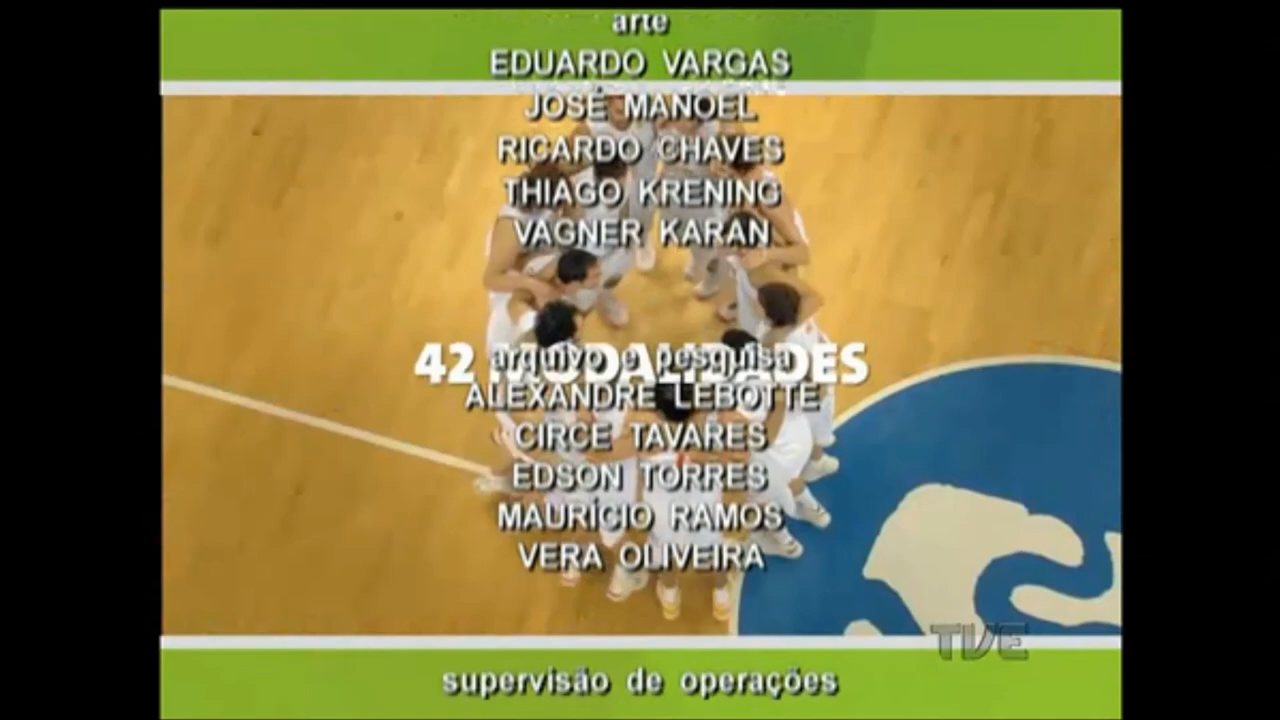 arte
EDUARDO VARGAS
JOSÉ MANOEL
RICARDO CHAVES
THIAGO KRENING
VAGNER KARAN
42 MODALIDADES
arquivo e pesquisa
ALEXANDRE LEBOTTE
CIRCE TAVARES
EDSON TORRES
MAURÍCIO RAMOS
VERA OLIVEIRA
TVE
supervisão de operações